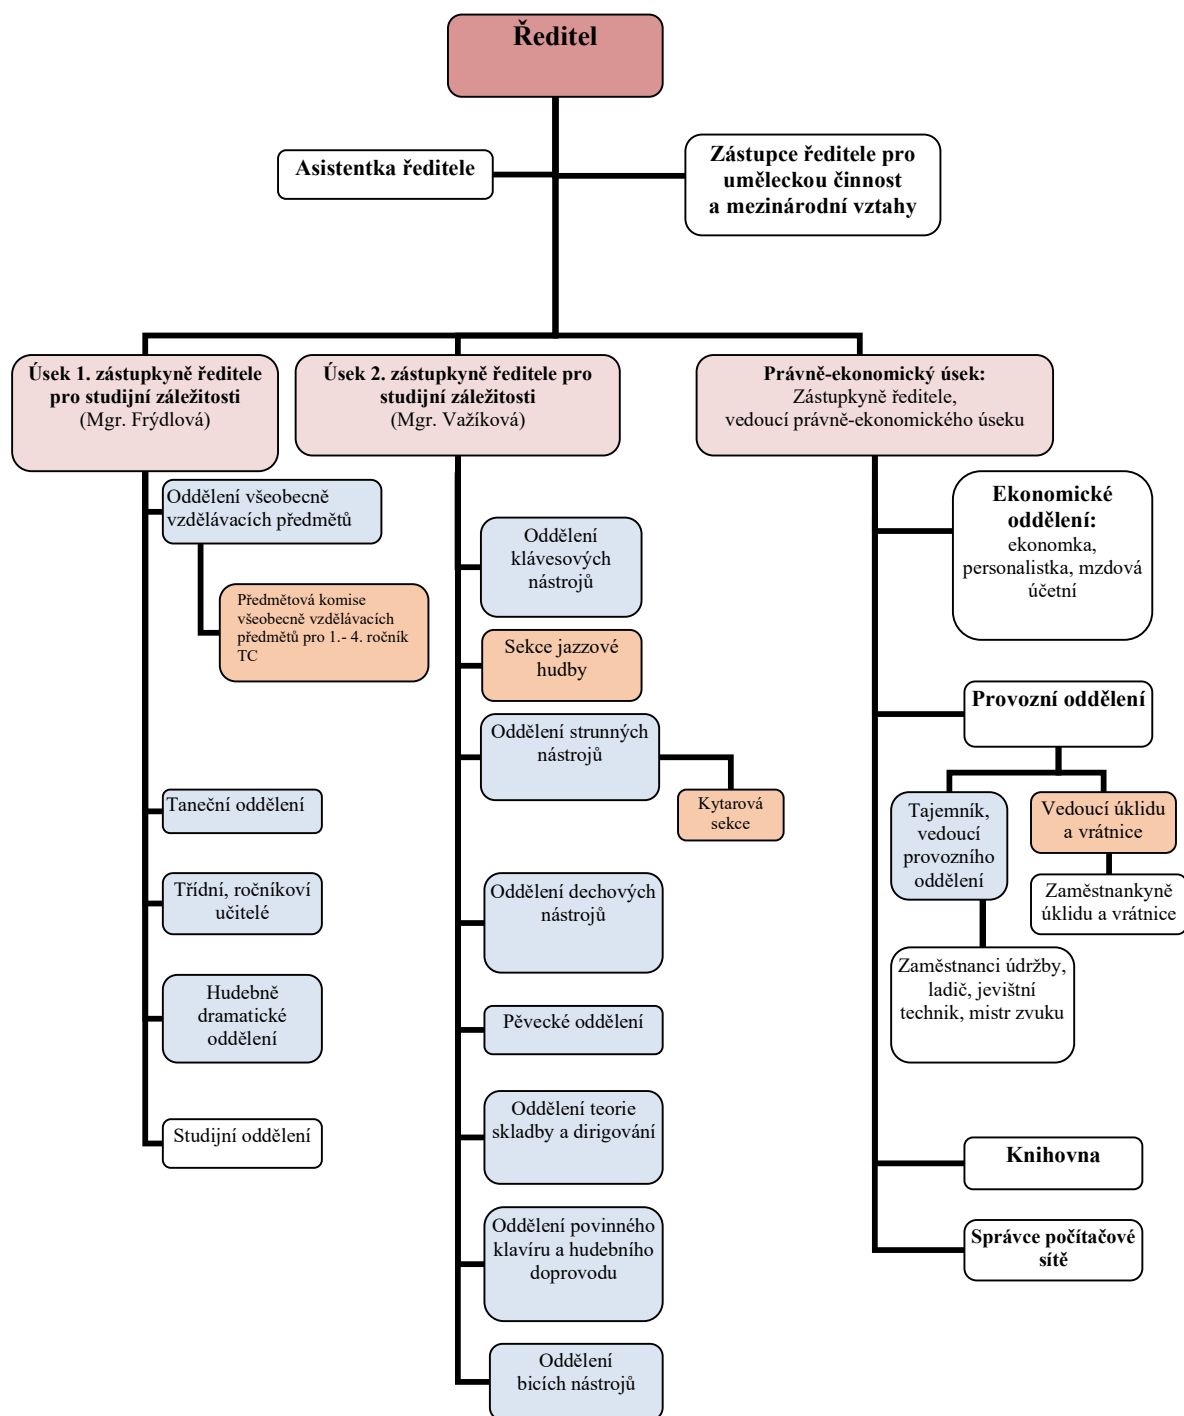 Ředitel
Asistentka ředitele
Zástupce ředitele pro
uměleckou činnost
a mezinárodní vztahy
Úsek 1. zástupkyně ředitele
pro studijní záležitosti
(Mgr. Frýdlová)
Úsek 2. zástupkyně ředitele pro
studijní záležitosti
(Mgr. Važíková)
Právně-ekonomický úsek:
Zástupkyně ředitele,
vedoucí právně-ekonomického úseku
Oddělení všeobecně
vzdělávacích předmětů
Předmětová komise
všeobecně vzdělávacích
předmětů pro 1.- 4. ročník
TC
Taneční oddělení
Třídní, ročníkoví
učitelé
Hudebně
dramatické
oddělení
Studijní oddělení
Oddělení
klávesových
nástrojů
Sekce jazzové
hudby
Oddělení strunných
nástrojů
Kytarová
sekce
Oddělení dechových
nástrojů
Pěvecké oddělení
Oddělení teorie
skladby a dirigování
Oddělení povinného
klavíru a hudebního
doprovodu
Oddělení
bicích nástrojů
Ekonomické
oddělení:
ekonomka,
personalistka, mzdová
účetní
Provozní oddělení
Tajemník,
vedoucí
provozního
oddělení
Vedoucí úklidu
a vrátnice
Zaměstnankyně
úklidu a vrátnice
Zaměstnanci údržby,
ladič, jevištní
technik, mistr zvuku
Knihovna
Správce počítačové
sítě